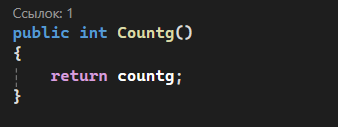 Ссылок: 1
public int Countg()
{
    return countg;
}